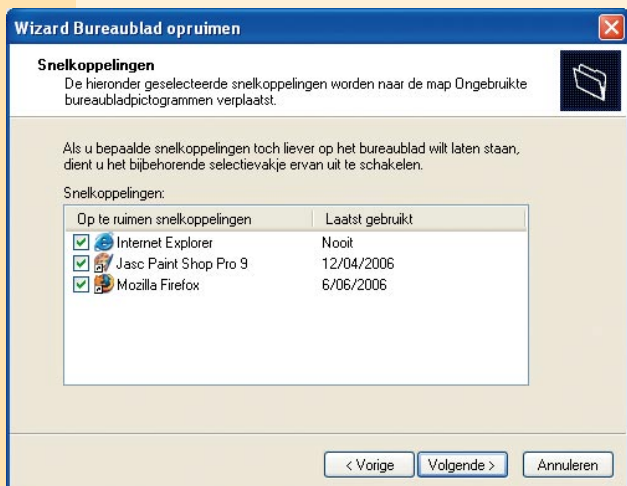 Wizard Bureaublad opruimen
Snelkoppelingen
De hieronder geselecteerde snelkoppelingen worden naar de map Ongebruikte
bureaubladpictogrammen verplaatst.
Als u bepaalde snelkoppelingen toch liever op het bureaublad wilt laten staan,
dient u het bijbehorende selectievakje ervan uit te schakelen.
Snelkoppelingen:
Op te ruimen snelkoppelingen Laatst gebruikt
Internet Explorer Nooit
Jasc Paint Shop Pro 9 12/04/2006
Mozilla Firefox 6/06/2006
< Vorige Volgende > Annuleren